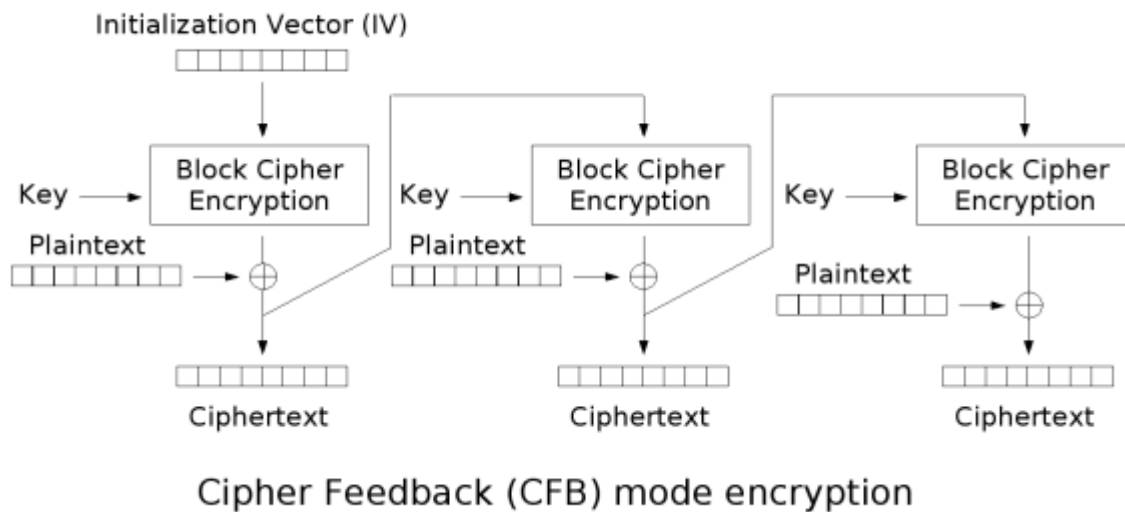 Initialization Vector (IV)
Block Cipher
Encryption
Key
Plaintext
Ciphertext
Block Cipher
Encryption
Key
Plaintext
Ciphertext
Block Cipher
Encryption
Key
Plaintext
Ciphertext
Cipher Feedback (CFB) mode encryption